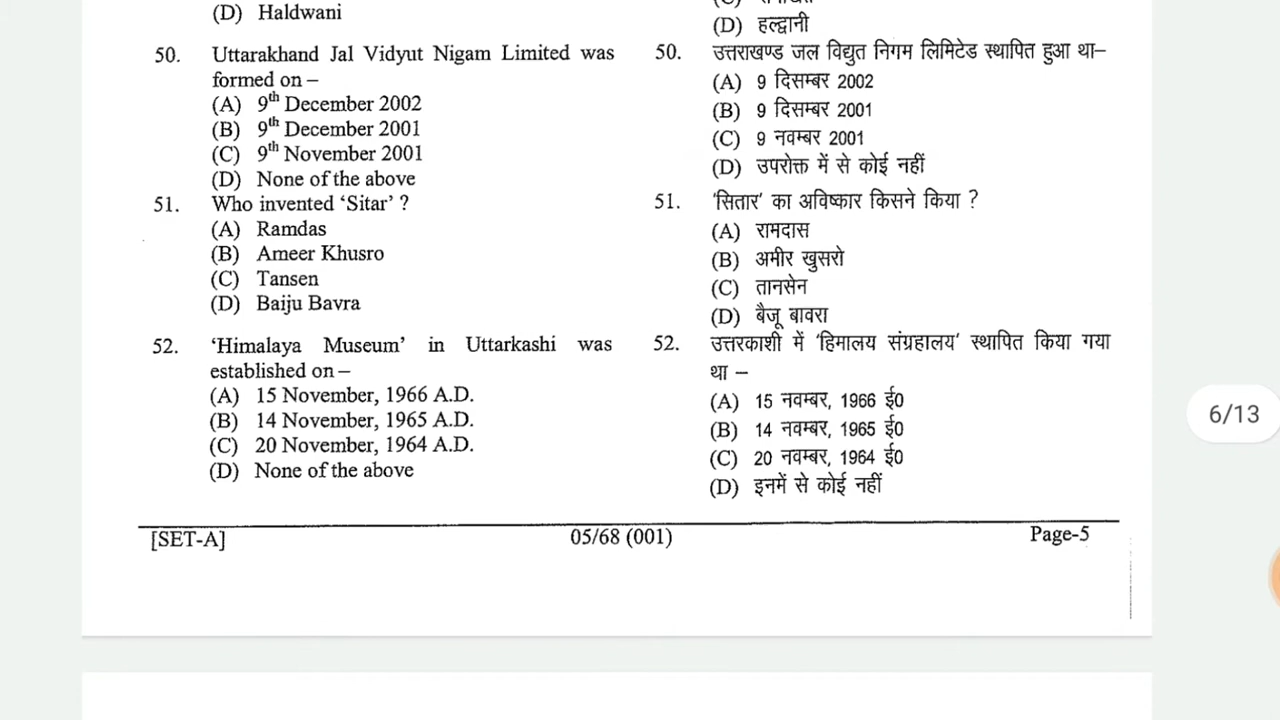 (D) Haldwani
50. Uttarakhand Jal Vidyut Nigam Limited was
formed on –
(A) 9th December 2002
(B) 9th December 2001
(C) 9th November 2001
(D) None of the above
51. Who invented ‘Sitar’ ?
(A) Ramdas
(B) Ameer Khusro
(C) Tansen
(D) Baiju Bavra
52. ‘Himalaya Museum’ in Uttarkashi was
established on –
(A) 15 November, 1966 A.D.
(B) 14 November, 1965 A.D.
(C) 20 November, 1964 A.D.
(D) None of the above
(D) हल्द्वानी
50. उत्तराखण्ड जल विद्युत निगम लिमिटेड स्थापित हुआ था–
(A) 9 दिसम्बर 2002
(B) 9 दिसम्बर 2001
(C) 9 नवम्बर 2001
(D) उपरोक्त में से कोई नहीं
51. ‘सितार’ का अविष्कार किसने किया ?
(A) रामदास
(B) अमीर खुसरो
(C) तानसेन
(D) बैजू बावरा
52. उत्तरकाशी में ‘हिमालय संग्रहालय’ स्थापित किया गया
था –
(A) 15 नवम्बर, 1966 ई0
(B) 14 नवम्बर, 1965 ई0
(C) 20 नवम्बर, 1964 ई0
(D) इनमें से कोई नहीं
6/13
[SET-A] 05/68 (001) Page-5